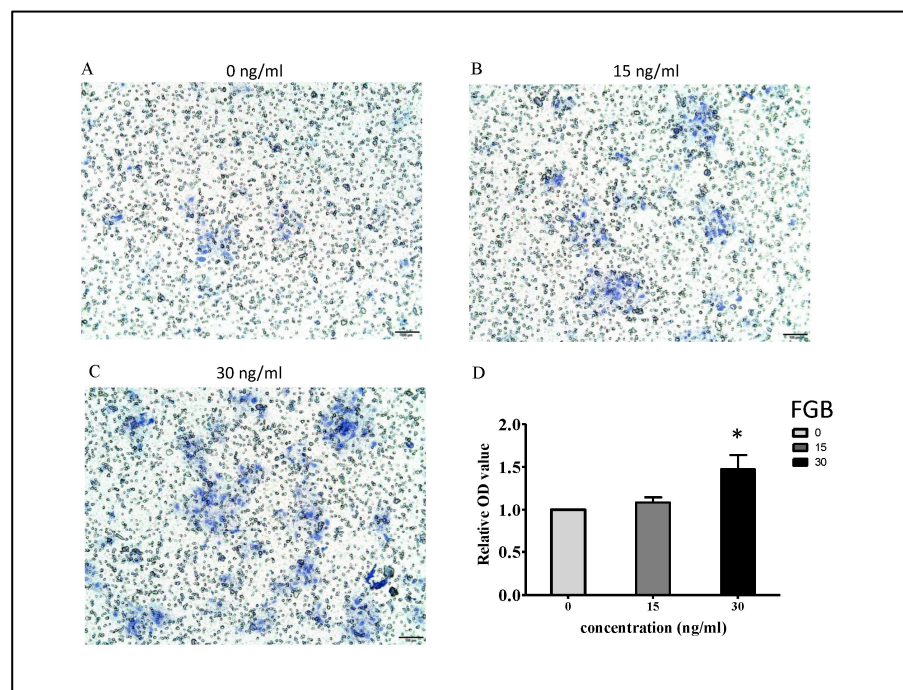 A
0 ng/ml
B
15 ng/ml
C
30 ng/ml
D
FGB
0
15
30
*
2.0
1.5
1.0
0.5
0.0
Relative OD value
0
15
30
concentration (ng/ml)